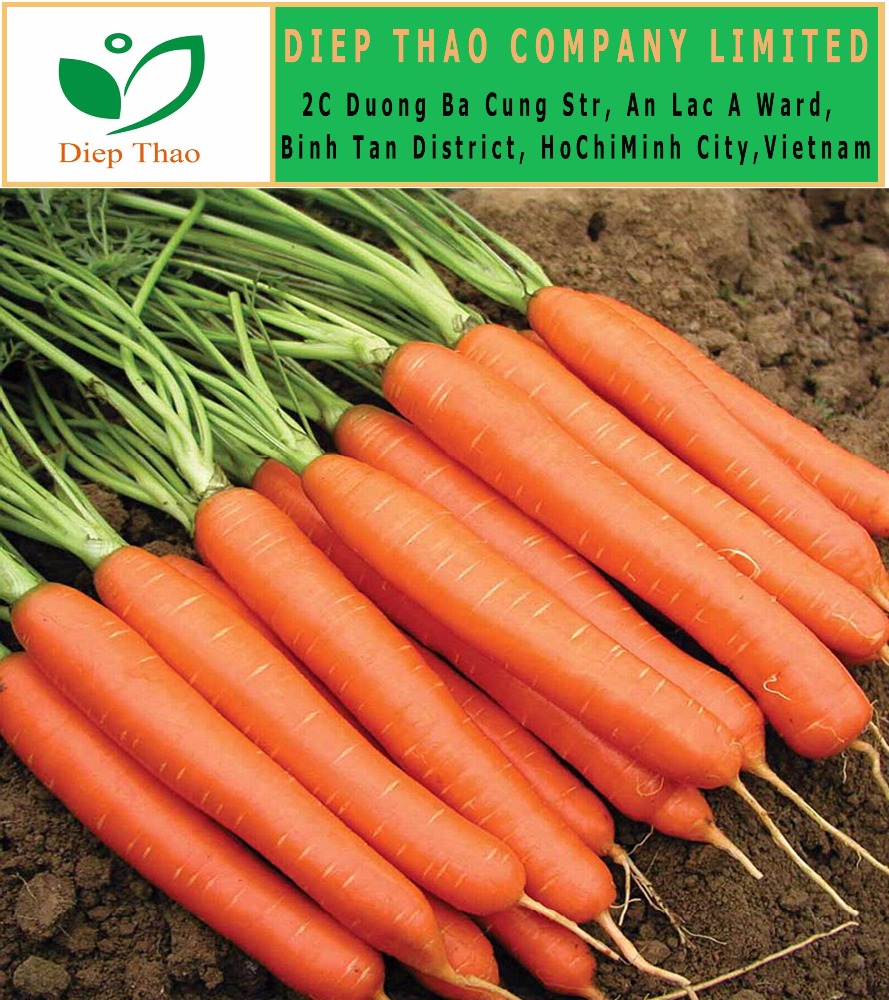 Diep Thao
DIEP THAO COMPANY LIMITED
2C Duong Ba Cung Str, An Lac A Ward,
Binh Tan District, HoChiMinh City,Vietnam